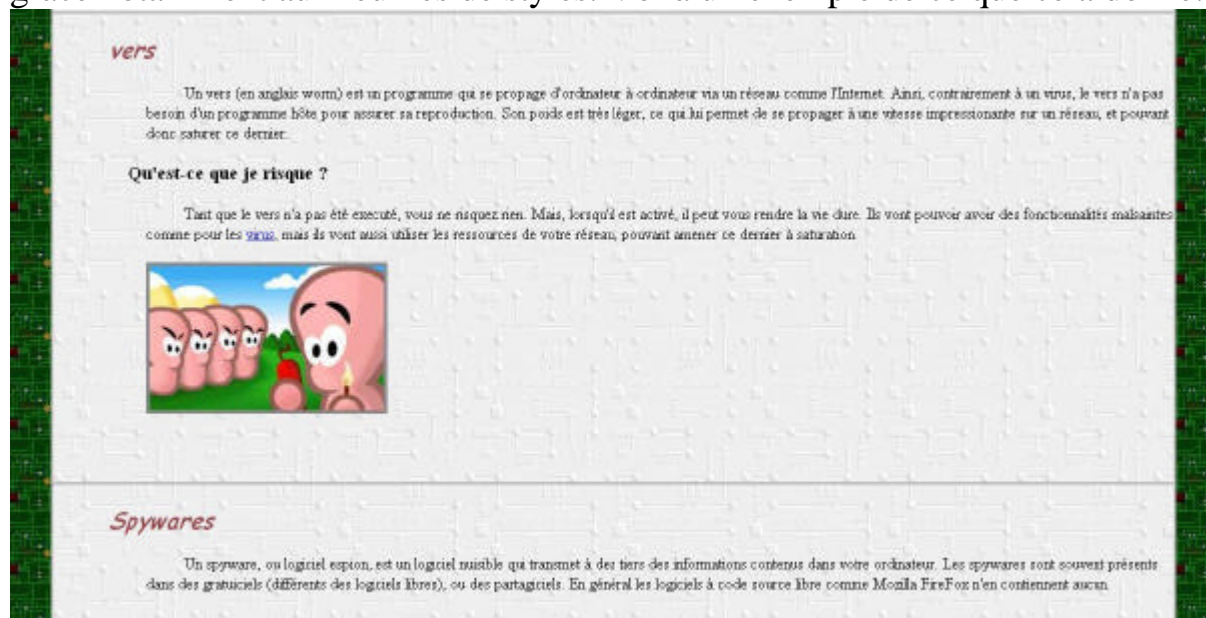 vers
Un vers (en anglais worm) est un programme qui se propage d'ordinateur à ordinateur via un réseau comme l'Internet. Ainsi, contrairement à un virus, le vers n'a pas
besoin d'un programme hôte pour assurer sa reproduction. Son poids est très léger, ce qui lui permet de se propager à une vitesse impressionante sur un réseau, et pouvant
donc saturer ce dernier.
Qu'est-ce que je risque ?
Tant que le vers n'a pas été executé, vous ne risquez rien. Mais, lorsqu'il est activé, il peut vous rendre la vie dure. Ils vont pouvoir avoir des fonctionnalités malsaintes
comme pour les virus, mais ils vont aussi utiliser les ressources de votre réseau, pouvant amener ce dernier à saturation
Spywares
Un spyware, ou logiciel espion, est un logiciel nuisible qui transmet à des tiers des informations contenus dans votre ordinateur. Les spywares sont souvent présents
dans des gratuiciels (différents des logiciels libres), ou des partagiciels. En général les logiciels à code source libre comme Mozilla FireFox n'en contiennent aucun.